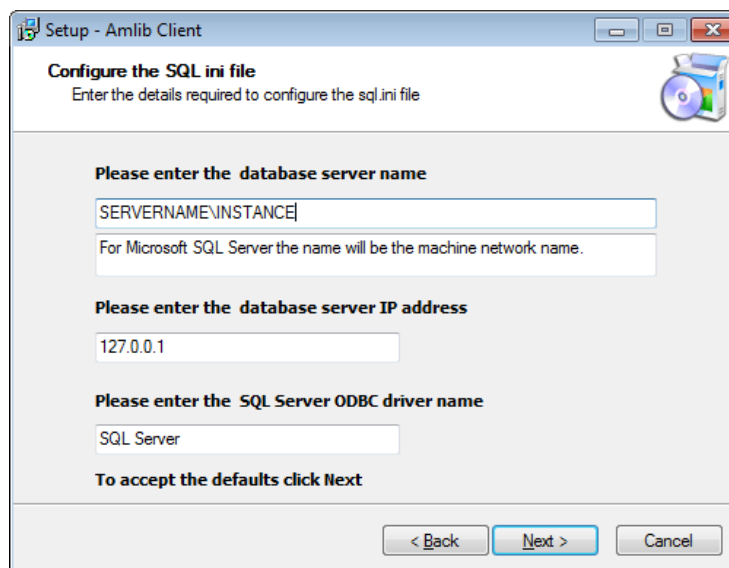 Setup - Amlib Client
Configure the SQL ini file
Enter the details required to configure the sql.ini file
Please enter the  database server name
SERVERNAME\INSTANCE
For Microsoft SQL Server the name will be the machine network name.
Please enter the  database server IP address
127.0.0.1
Please enter the  SQL Server ODBC driver name
SQL Server
To accept the defaults click Next
< Back
Next >
Cancel